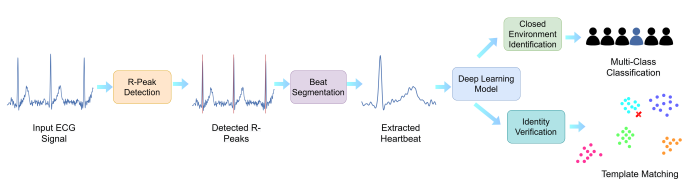 Input ECG
Signal
R-Peak
Detection
Detected R-
Peaks
Beat
Segmentation
Extracted
Heartbeat
Deep Learning
Model
Closed
Environment
Identification
Multi-Class
Classification
Identity
Verification
Template Matching